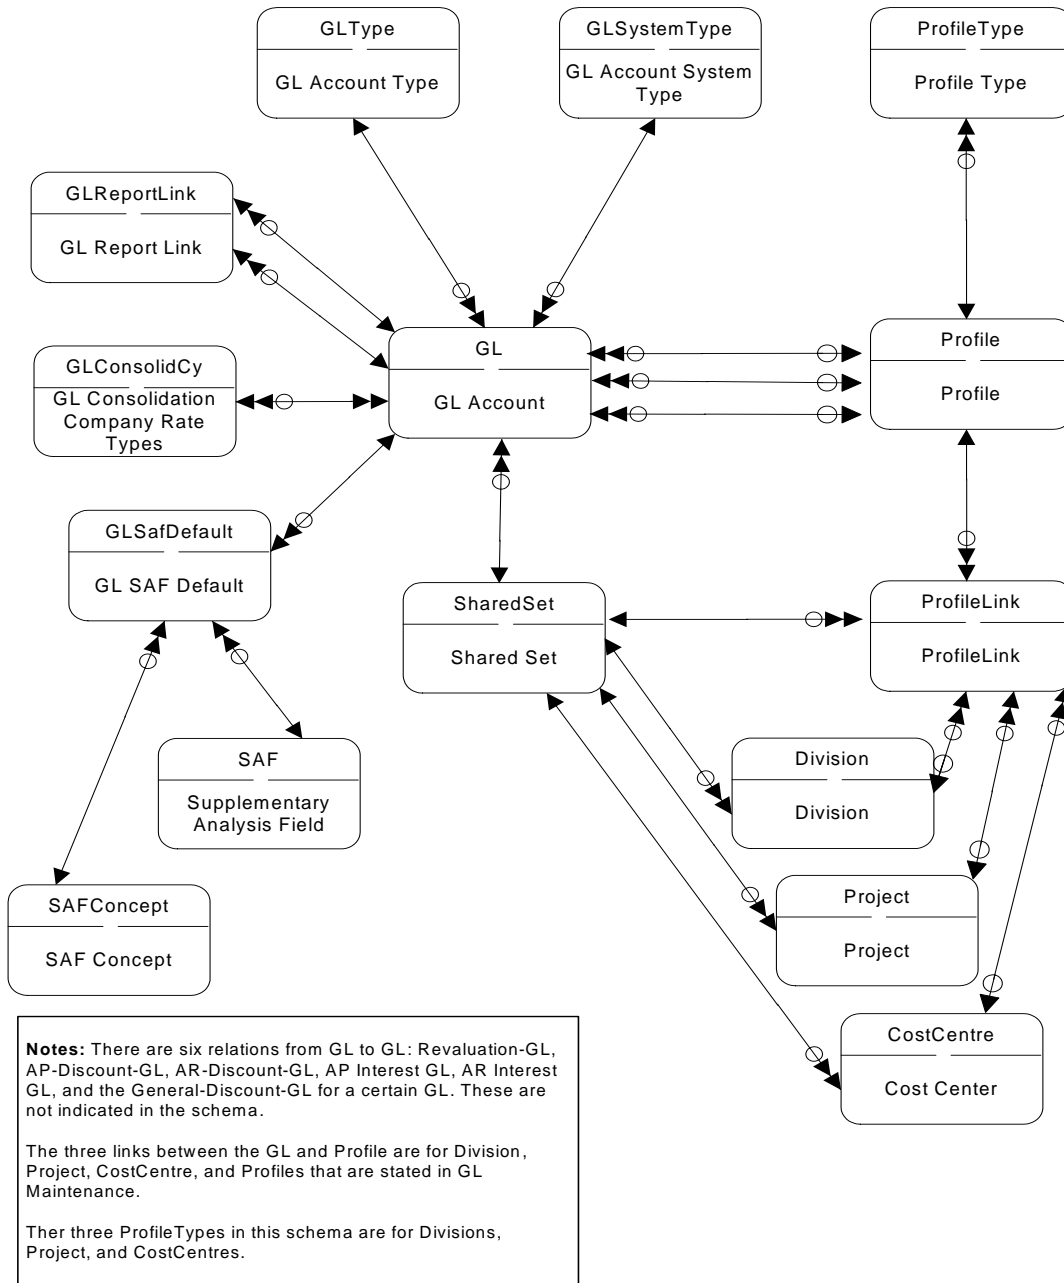 GLType
GL Account Type
GLSystemType
GL Account System
Type
ProfileType
Profile Type
GLReportLink
GL Report Link
GL
GL Account
Profile
Profile
GLConsolidCy
GL Consolidation
Company Rate
Types
GLSafDefault
GL SAF Default
SharedSet
Shared Set
ProfileLink
ProfileLink
SAF
Supplementary
Analysis Field
Division
Division
SAFConcept
SAF Concept
Project
Project
CostCentre
Cost Center
Notes: There are six relations from GL to GL: Revaluation-GL,
AP-Discount-GL, AR-Discount-GL, AP Interest GL, AR Interest
GL, and the General-Discount-GL for a certain GL. These are
not indicated in the schema.
The three links between the GL and Profile are for Division,
Project, CostCentre, and Profiles that are stated in GL
Maintenance.
Ther three ProfileTypes in this schema are for Divisions,
Project, and CostCentres.